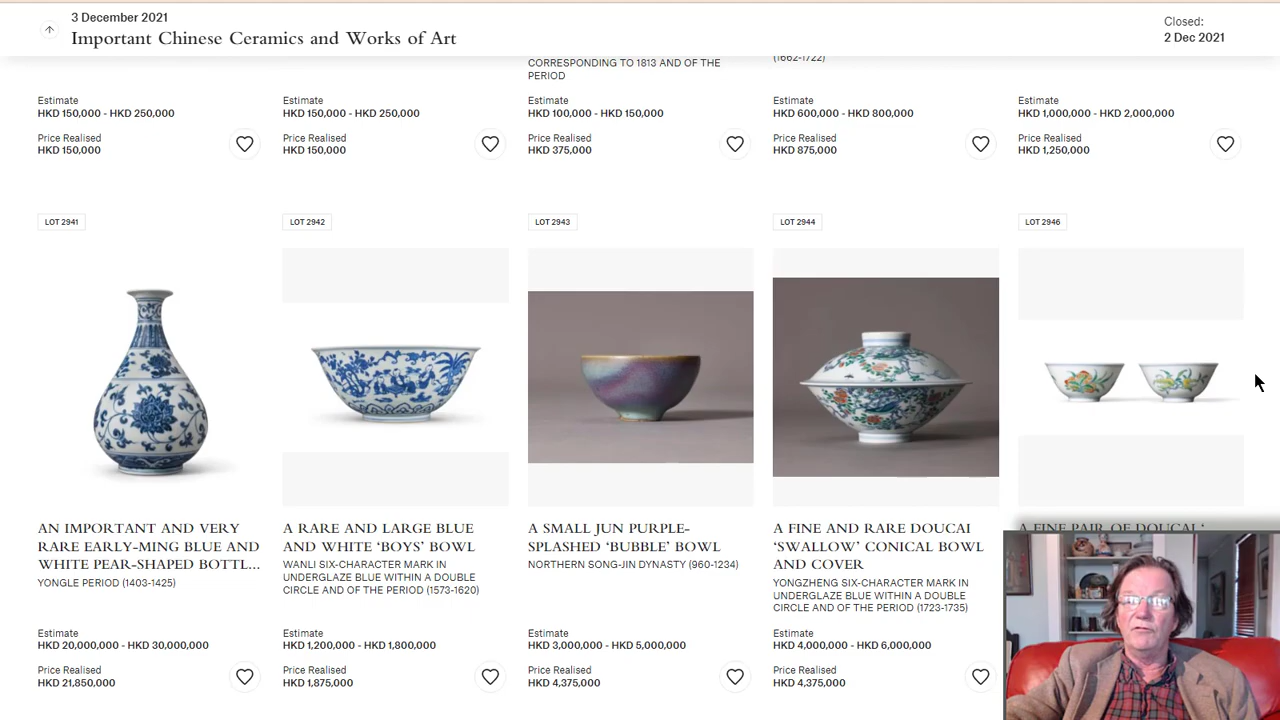 3 December 2021
Important Chinese Ceramics and Works of Art
Closed:
2 Dec 2021
CORRESPONDING TO 1813 AND OF THE
PERIOD
(1662-1722)
Estimate
HKD 150,000 - HKD 250,000
Price Realised
HKD 150,000
Estimate
HKD 150,000 - HKD 250,000
Price Realised
HKD 150,000
Estimate
HKD 100,000 - HKD 150,000
Price Realised
HKD 375,000
Estimate
HKD 600,000 - HKD 800,000
Price Realised
HKD 875,000
Estimate
HKD 1,000,000 - HKD 2,000,000
Price Realised
HKD 1,250,000
LOT 2941
AN IMPORTANT AND VERY
RARE EARLY-MING BLUE AND
WHITE PEAR-SHAPED BOTTL...
YONGLE PERIOD (1403-1425)
Estimate
HKD 20,000,000 - HKD 30,000,000
Price Realised
HKD 21,850,000
LOT 2942
A RARE AND LARGE BLUE
AND WHITE ‘BOYS’ BOWL
WANLI SIX-CHARACTER MARK IN
UNDERGLAZE BLUE WITHIN A DOUBLE
CIRCLE AND OF THE PERIOD (1573-1620)
Estimate
HKD 1,200,000 - HKD 1,800,000
Price Realised
HKD 1,875,000
LOT 2943
A SMALL JUN PURPLE-
SPLASHED ‘BUBBLE’ BOWL
NORTHERN SONG-JIN DYNASTY (960-1234)
Estimate
HKD 3,000,000 - HKD 5,000,000
Price Realised
HKD 4,375,000
LOT 2944
A FINE AND RARE DOUCAI
‘SWALLOW’ CONICAL BOWL
AND COVER
YONGZHENG SIX-CHARACTER MARK IN
UNDERGLAZE BLUE WITHIN A DOUBLE
CIRCLE AND OF THE PERIOD (1723-1735)
Estimate
HKD 4,000,000 - HKD 6,000,000
Price Realised
HKD 4,375,000
LOT 2946
A FINE PAIR OF DOUCAI ‘